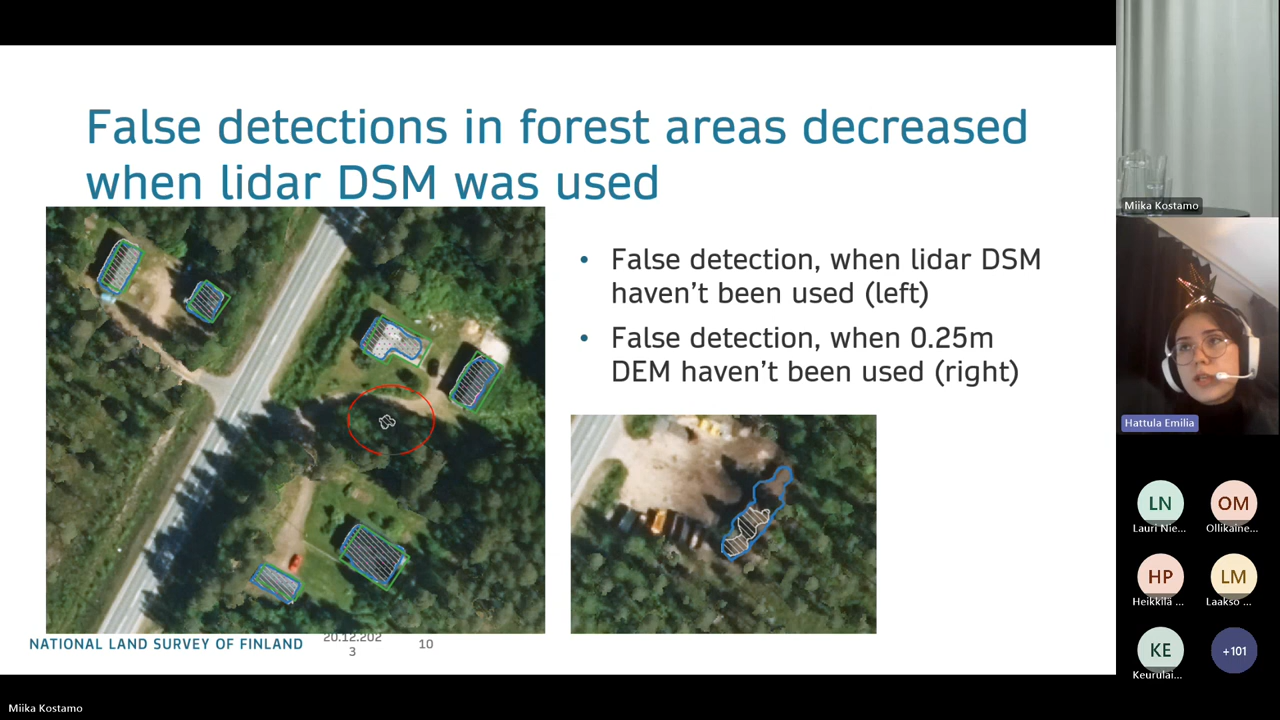 False detections in forest areas decreased
when lidar DSM was used
• False detection, when lidar DSM
haven't been used (left)
• False detection, when 0.25m
DEM haven't been used (right)
NATIONAL LAND SURVEY OF FINLAND
20.12.202
3
10
Miika Kostamo
Hattula Emilia
LN
Lauri Nie...
OM
Ollikaine...
HP
Heikkilä ...
LM
Laakso ...
KE
Keurulai...
+101
Miika Kostamo